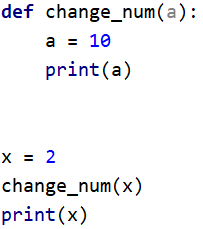 def change_num(a):
    a = 10
    print(a)
x = 2
change_num(x)
print(x)